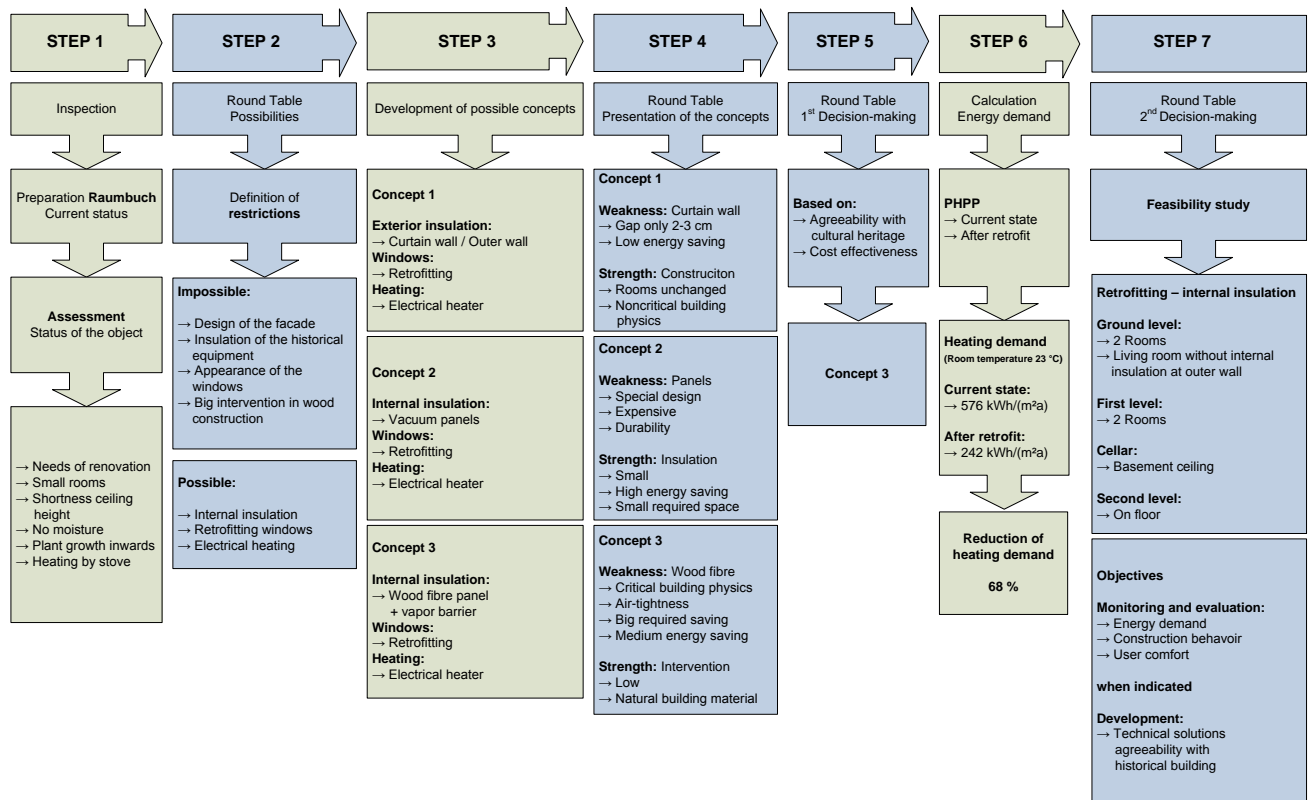 STEP 1
Inspection
Preparation Raumbuch
Current status
Assessment
Status of the object
→ Needs of renovation
→ Small rooms
→ Shortness ceiling
height
→ No moisture
→ Plant growth inwards
→ Heating by stove
STEP 2
Round Table
Possibilities
Definition of
restrictions
Impossible:
→ Design of the facade
→ Insulation of the historical
equipment
→ Appearance of the
windows
→ Big intervention in wood
construction
Possible:
→ Internal insulation
→ Retrofitting windows
→ Electrical heating
STEP 3
Development of possible concepts
Concept 1
Exterior insulation:
→ Curtain wall / Outer wall
Windows:
→ Retrofitting
Heating:
→ Electrical heater
Concept 2
Internal insulation:
→ Vacuum panels
Windows:
→ Retrofitting
Heating:
→ Electrical heater
Concept 3
Internal insulation:
→ Wood fibre panel
+ vapor barrier
Windows:
→ Retrofitting
Heating:
→ Electrical heater
STEP 4
Round Table
Presentation of the concepts
Concept 1
Weakness: Curtain wall
→ Gap only 2-3 cm
→ Low energy saving
Strength: Construciton
→ Rooms unchanged
→ Noncritical building
physics
Concept 2
Weakness: Panels
→ Special design
→ Expensive
→ Durability
Strength: Insulation
→ Small
→ High energy saving
→ Small required space
Concept 3
Weakness: Wood fibre
→ Critical building physics
→ Air-tightness
→ Big required saving
→ Medium energy saving
Strength: Intervention
→ Low
→ Natural building material
STEP 5
Round Table
1st Decision-making
Based on:
→ Agreeability with
cultural heritage
→ Cost effectiveness
Concept 3
STEP 6
Calculation
Energy demand
PHPP
→ Current state
→ After retrofit
Heating demand
(Room temperature 23 °C)
Current state:
→ 576 kWh/(m²a)
After retrofit:
→ 242 kWh/(m²a)
Reduction of
heating demand
68 %
STEP 7
Round Table
2nd Decision-making
Feasibility study
Retrofitting – internal insulation
Ground level:
→ 2 Rooms
→ Living room without internal
insulation at outer wall
First level:
→ 2 Rooms
Cellar:
→ Basement ceiling
Second level:
→ On floor
Objectives
Monitoring and evaluation:
→ Energy demand
→ Construction behavoir
→ User comfort
when indicated
Development:
→ Technical solutions
agreeability with
historical building